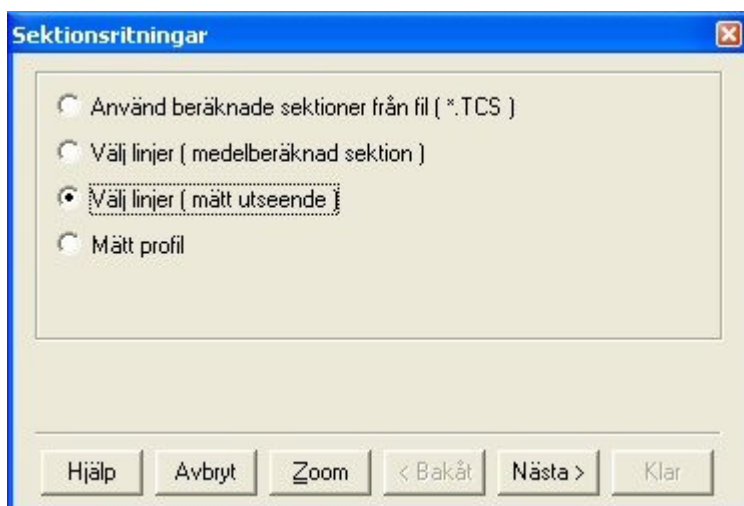 Sektionsritningar
Använd beräknade sektioner från fil ( *.TCS )
Välj linjer ( medelberäknad sektion )
Välj linjer ( mätt utseende )
Mätt profil
Hjälp Avbryt Zoom < Bakåt Nästa > Klar